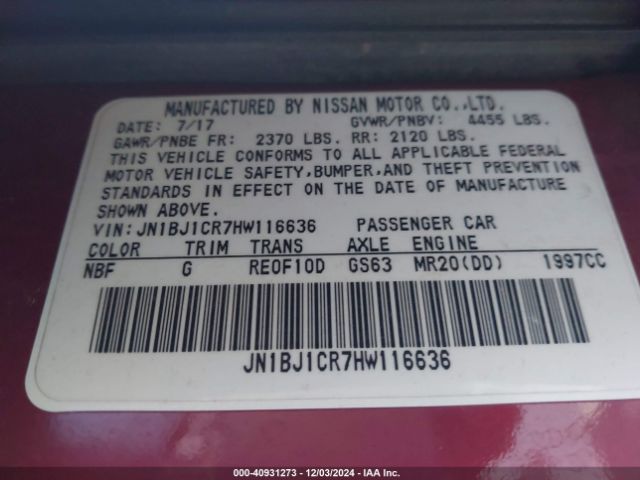 MANUFACTURED BY NISSAN MOTOR CO.,LTD.
DATE: 7/17 GVWR/PNBV: 4455 LBS.
GAWR/PNBE FR: 2370 LBS. RR: 2120 LBS.
THIS VEHICLE CONFORMS TO ALL APPLICABLE FEDERAL
MOTOR VEHICLE SAFETY,BUMPER,AND THEFT PREVENTION
STANDARDS IN EFFECT ON THE DATE OF MANUFACTURE
SHOWN ABOVE.
VIN:JN1BJ1CR7HW116636 PASSENGER CAR
COLOR TRIM TRANS AXLE ENGINE
NBF G RE0F10D GS63 MR20(DD) 1997CC
JN1BJ1CR7HW116636
000-40931273 - 12/03/2024 - IAA Inc.